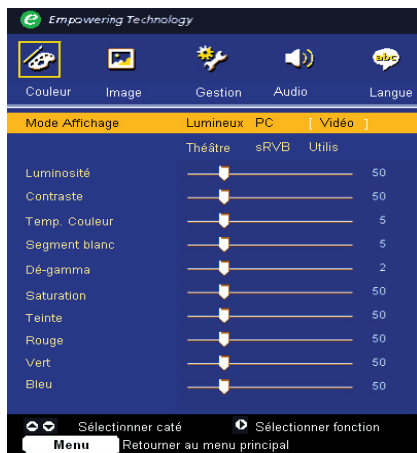 e Empowering Technology
abc
Couleur Image Gestion Audio Langue
Mode Affichage Lumineux PC [ Vidéo ]
Théâtre sRVB Utilis
Luminosité 50
Contraste 50
Temp. Couleur 5
Segment blanc 5
Dé-gamma 2
Saturation 50
Teinte 50
Rouge 50
Vert 50
Bleu 50
Sélectionner caté Sélectionner fonction
Menu Retourner au menu principal